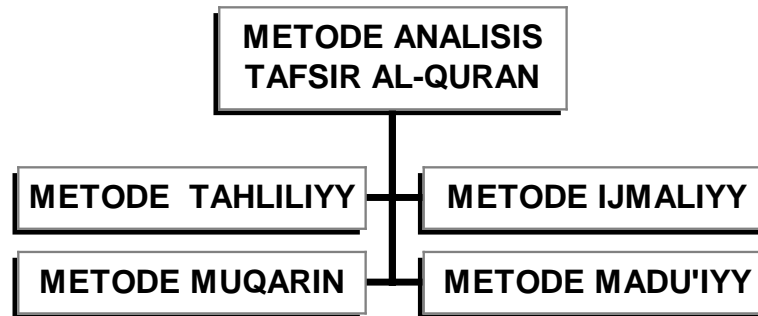 METODE ANALISIS
TAFSIR AL-QURAN
METODE TAHLILIYY
METODE IJMALIYY
METODE MUQARIN
METODE MADU'IYY